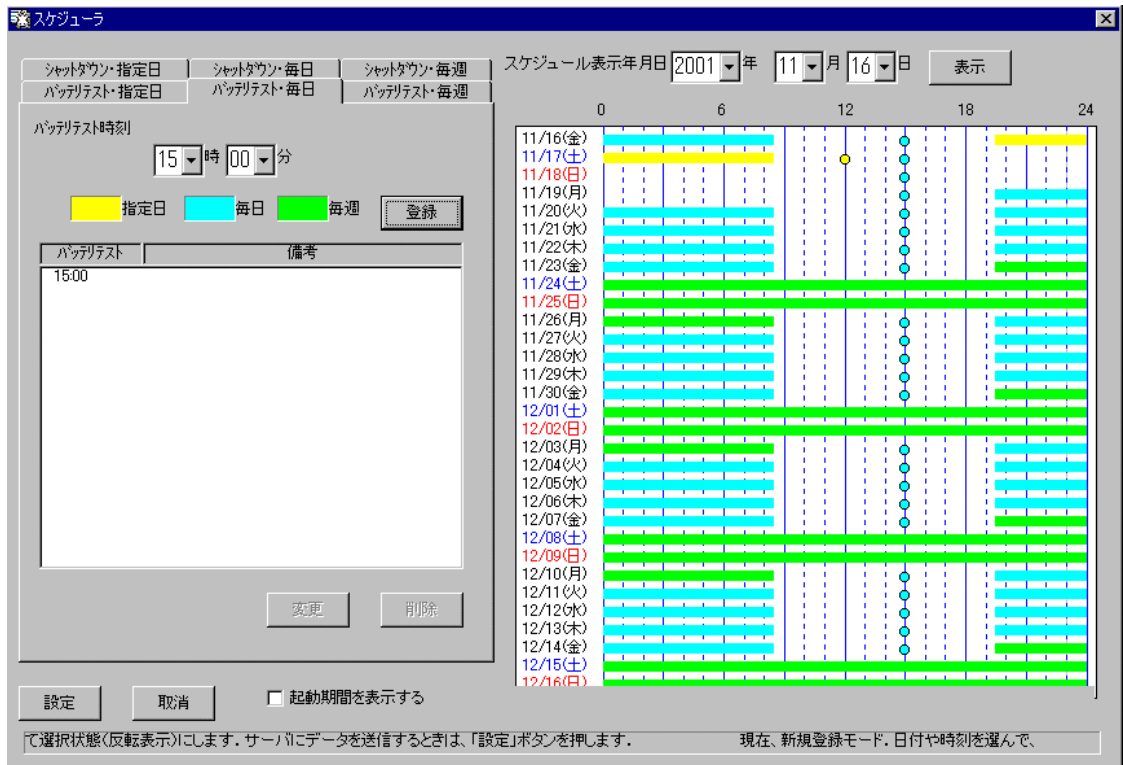 スケジューラ
シャットダウン・指定日 シャットダウン・毎日 シャットダウン・毎週
バッテリテスト・指定日 バッテリテスト・毎日 バッテリテスト・毎週
バッテリテスト時刻
15 時 00 分
指定日 毎日 毎週 登録
バッテリテスト 備考
15:00
変更 削除
設定 取消 起動期間を表示する
スケジュール表示年月日 2001 年 11 月 16 日 表示
0 6 12 18 24
11/16(金)
11/17(土)
11/18(日)
11/19(月)
11/20(火)
11/21(水)
11/22(木)
11/23(金)
11/24(土)
11/25(日)
11/26(月)
11/27(火)
11/28(水)
11/29(木)
11/30(金)
12/01(土)
12/02(日)
12/03(月)
12/04(火)
12/05(水)
12/06(木)
12/07(金)
12/08(土)
12/09(日)
12/10(月)
12/11(火)
12/12(水)
12/13(木)
12/14(金)
12/15(土)
12/16(日)
て選択状態(反転表示)にします．サーバにデータを送信するときは、「設定」ボタンを押します． 現在、新規登録モード．日付や時刻を選んで、